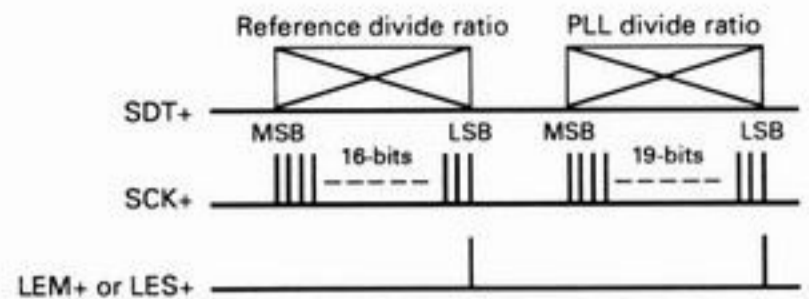 Reference divide ratio PLL divide ratio
SDT+
MSB LSB MSB LSB
16-bits 19-bits
SCK+
LEM+ or LES+